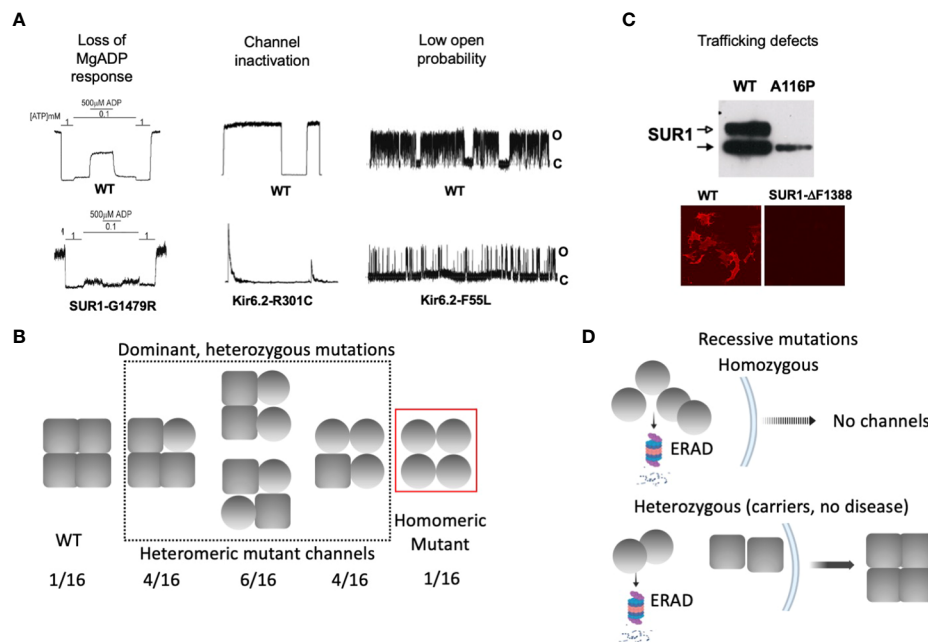 A
Loss of
MgADP
response
500µM ADP
[ATP]mM 1 0.1 1
WT
500µM ADP
1 0.1 1
SUR1-G1479R
Channel
inactivation
WT
Kir6.2-R301C
Low open
probability
O
C
WT
O
C
Kir6.2-F55L
C
Trafficking defects
WT A116P
SUR1
WT SUR1-ΔF1388
B
Dominant, heterozygous mutations
WT
Heteromeric mutant channels
Homomeric
Mutant
1/16 4/16 6/16 4/16 1/16
D
Recessive mutations
Homozygous
ERAD
No channels
Heterozygous (carriers, no disease)
ERAD